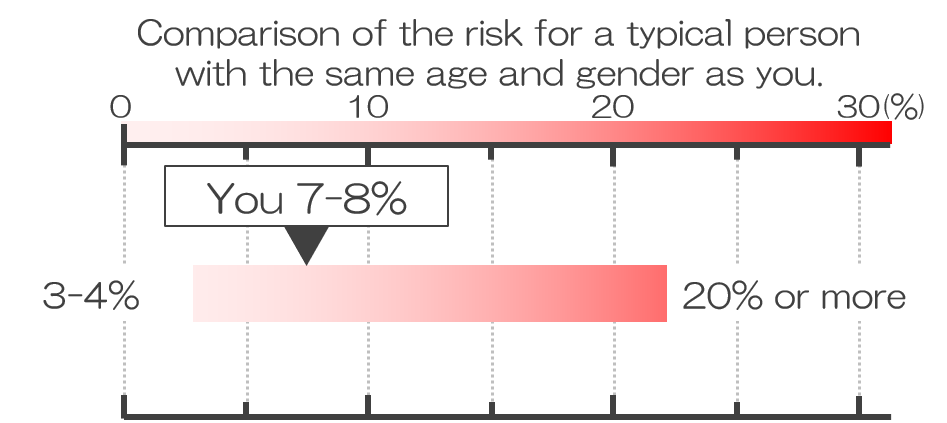 Comparison of the risk for a typical person
with the same age and gender as you.
0 10 20 30(%)
You 7-8%
3-4% 20% or more